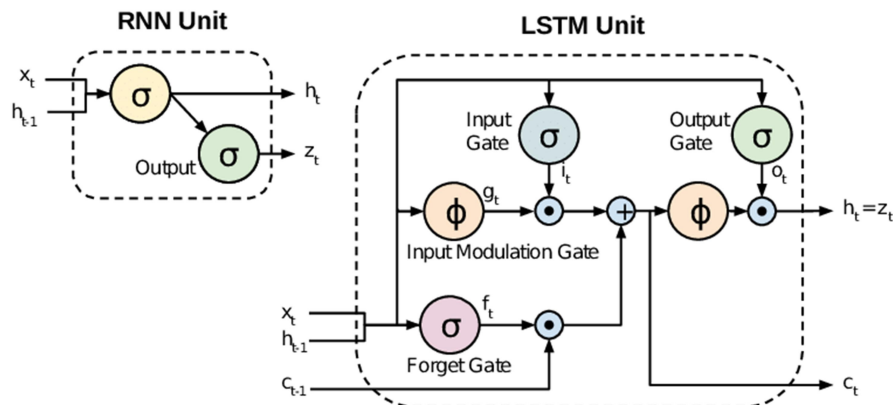 RNN Unit
xₜ
hₜ₋₁
σ
hₜ
Output
σ
zₜ
LSTM Unit
Input
Gate
σ
iₜ
Output
Gate
σ
oₜ
ϕ
gₜ
+
ϕ
hₜ=zₜ
Input Modulation Gate
xₜ
hₜ₋₁
σ
fₜ
Forget Gate
cₜ₋₁
cₜ